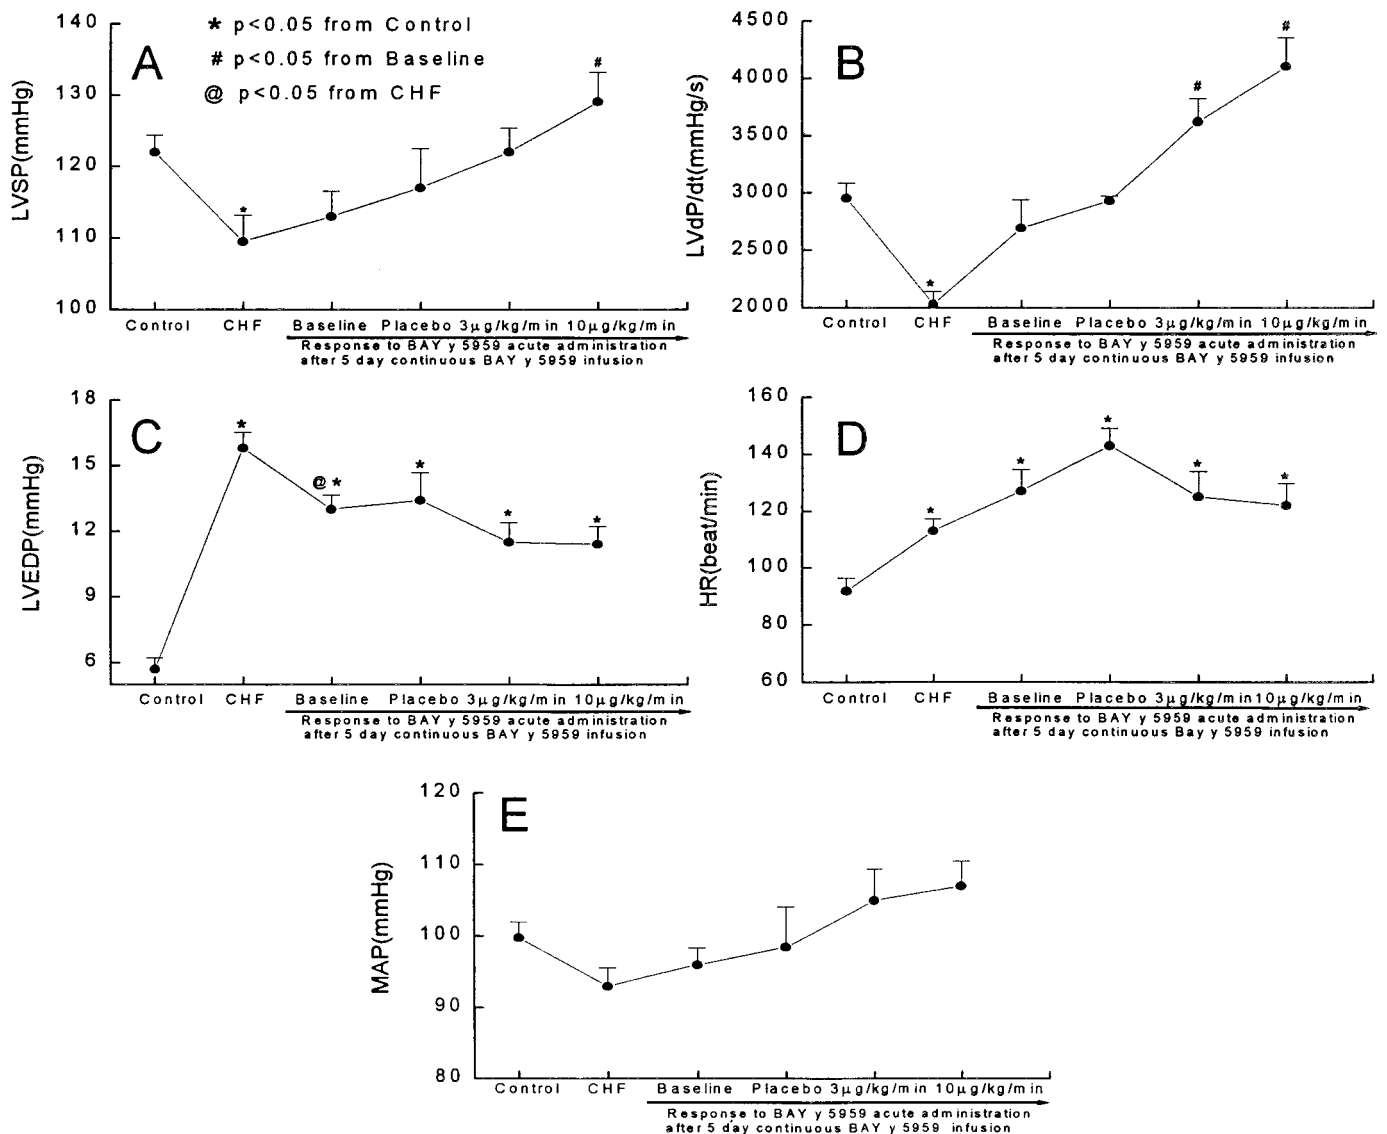 * p<0.05 from Control
# p<0.05 from Baseline
@ p<0.05 from CHF
A
LVSP(mmHg)
140
130
120
110
100
*
#
Control CHF Baseline Placebo 3µg/kg/min 10µg/kg/min
Response to BAY y 5959 acute administration
after 5 day continuous BAY y 5959 infusion
B
LVdP/dt(mmHg/s)
4500
4000
3500
3000
2500
2000
*
#
#
Control CHF Baseline Placebo 3µg/kg/min 10µg/kg/min
Response to BAY y 5959 acute administration
after 5 day continuous BAY y 5959 infusion
C
LVEDP(mmHg)
18
15
12
9
6
*
@ *
*
*
*
Control CHF Baseline Placebo 3µg/kg/min 10µg/kg/min
Response to BAY y 5959 acute administration
after 5 day continuous BAY y 5959 infusion
D
HR(beat/min)
160
140
120
100
80
60
*
*
*
*
*
Control CHF Baseline Placebo 3µg/kg/min 10µg/kg/min
Response to BAY y 5959 acute administration
after 5 day continuous Bay y 5959 infusion
E
MAP(mmHg)
120
110
100
90
80
Control CHF Baseline Placebo 3µg/kg/min 10µg/kg/min
Response to BAY y 5959 acute administration
after 5 day continuous BAY y 5959 infusion